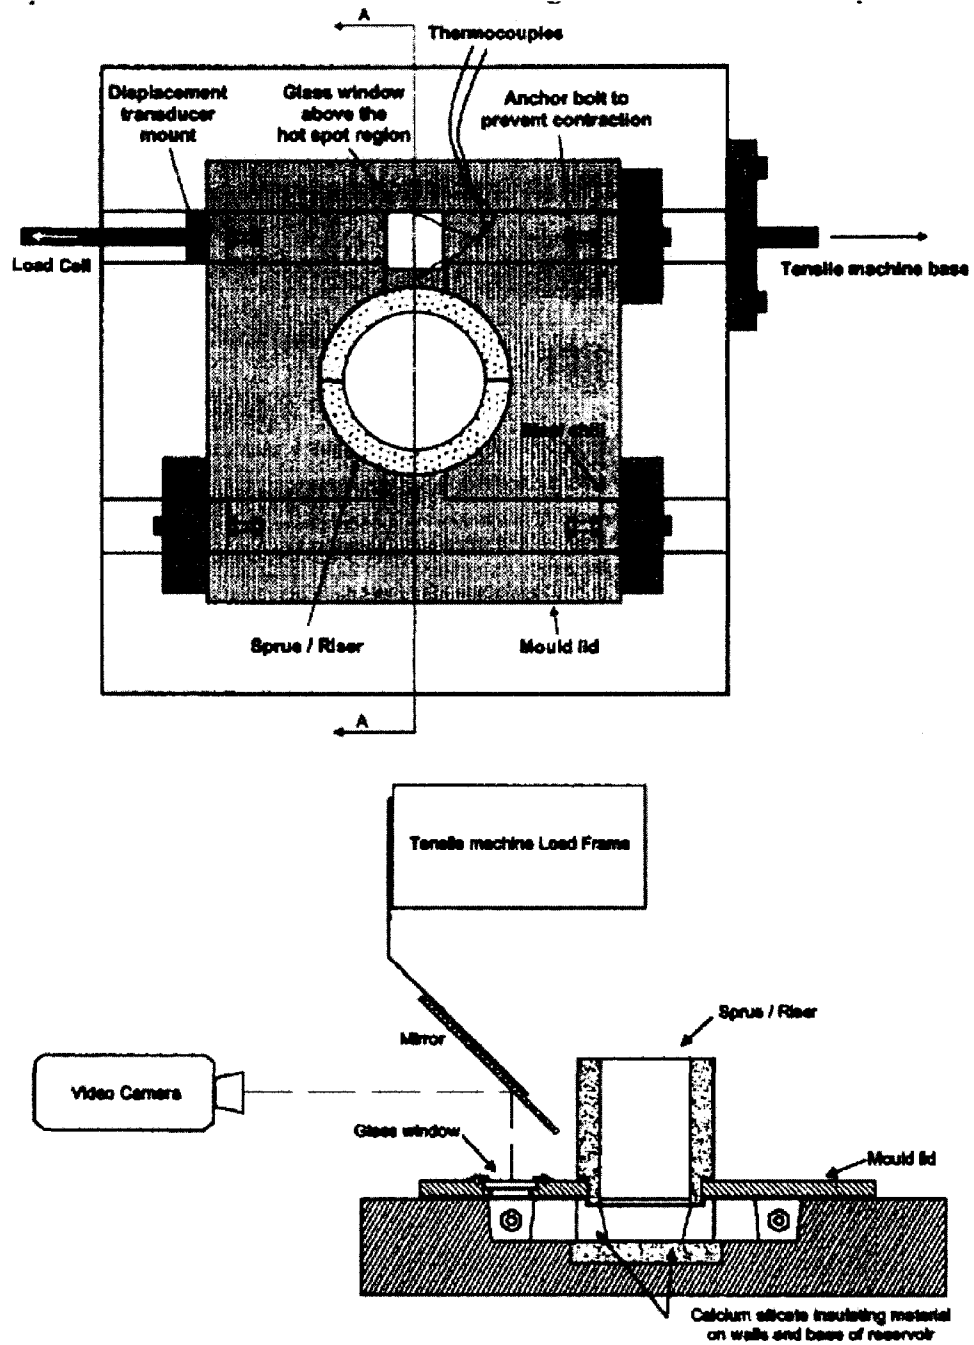 A
Thermocouples
Displacement
transducer
mount
Glass window
above the
hot spot region
Anchor bolt to
prevent contraction
Load Cell
Tensile machine base
Steel chill
Sprue / Riser
Mould lid
A
Tensile machine Load Frame
Sprue / Riser
Mirror
Video Camera
Glass window
Mould lid
Calcium silicate insulating material
on walls and base of reservoir